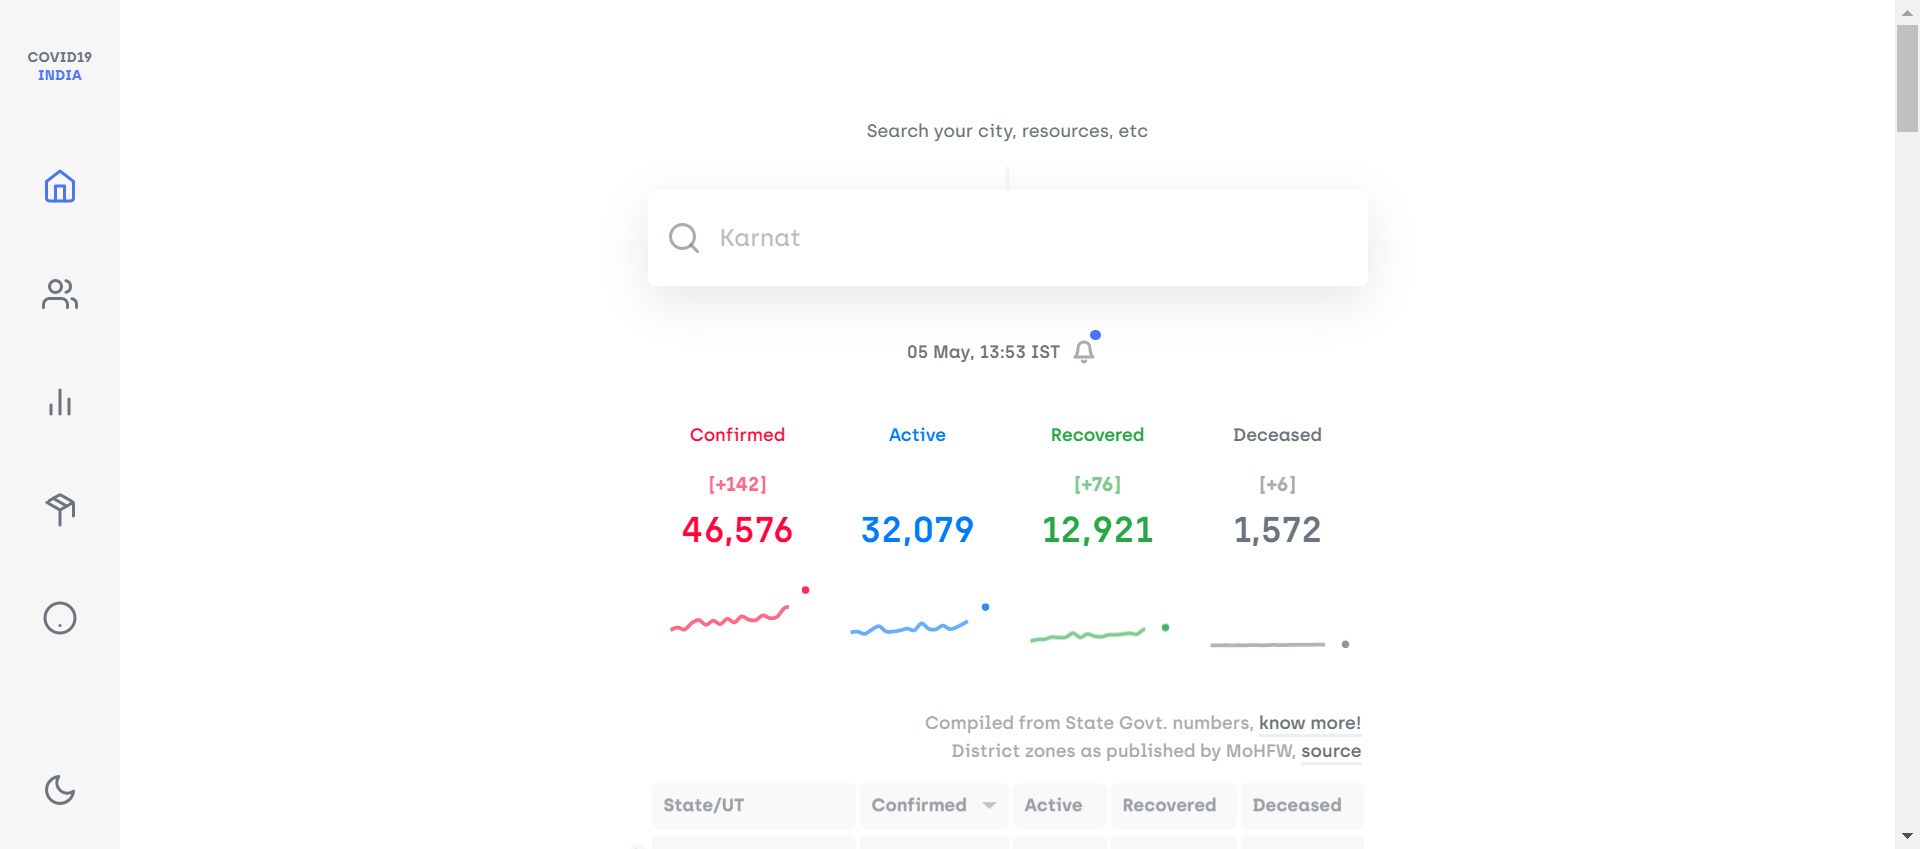 COVID19
INDIA
Search your city, resources, etc
Karnat
05 May, 13:53 IST
Confirmed Active Recovered Deceased
[+142] [+76] [+6]
46,576 32,079 12,921 1,572
Compiled from State Govt. numbers, know more!
District zones as published by MoHFW, source
State/UT Confirmed Active Recovered Deceased